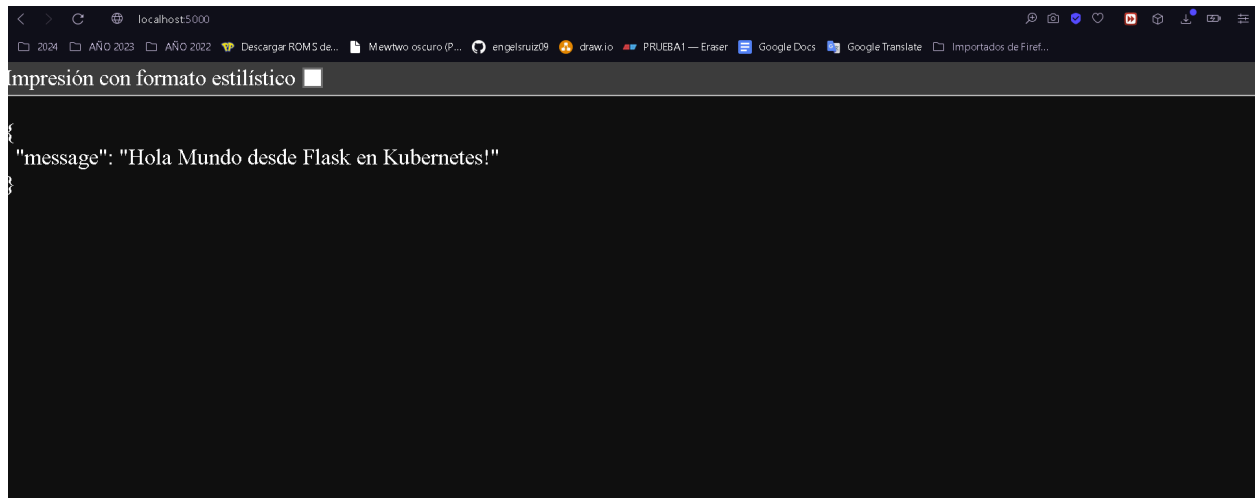 localhost:5000
2024 AÑO 2023 AÑO 2022 Descargar ROMS de... Mewtwo oscuro (P... engelsruiz09 draw.io PRUEBA1 — Eraser Google Docs Google Translate Importados de Firef...
Impresión con formato estilístico
{
"message": "Hola Mundo desde Flask en Kubernetes!"
}